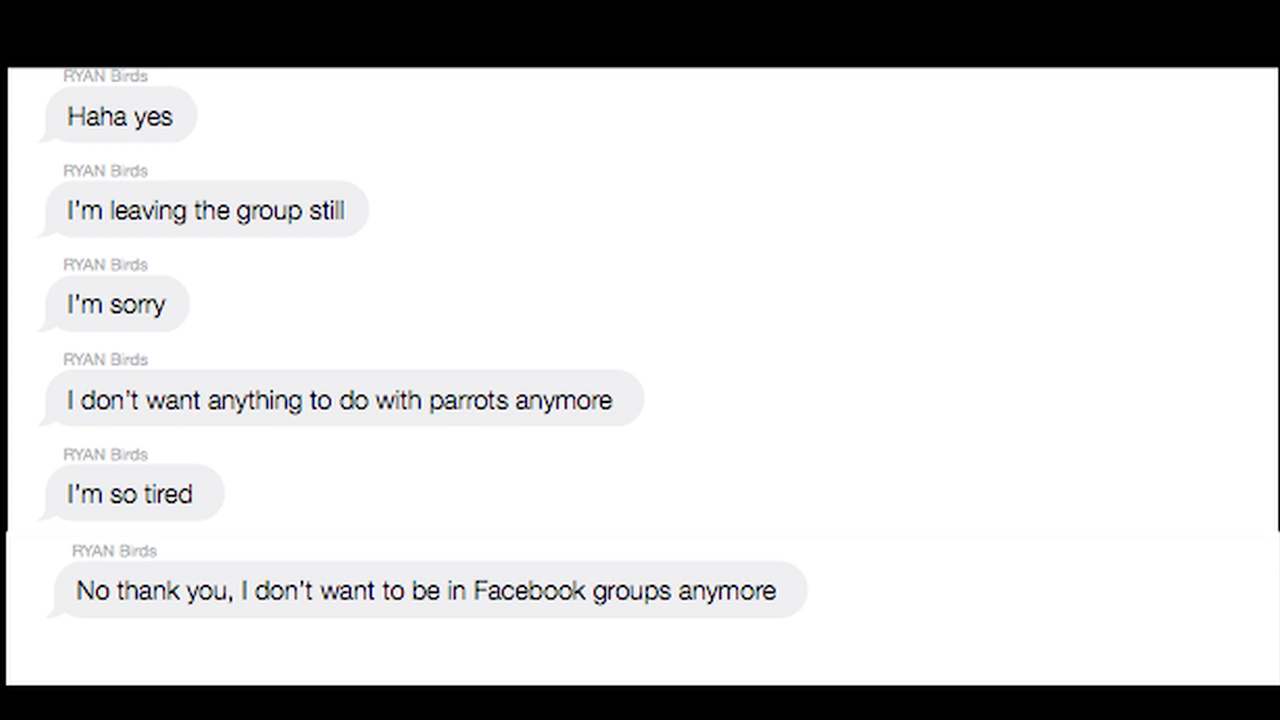 RYAN Birds
Haha yes
RYAN Birds
I'm leaving the group still
RYAN Birds
I'm sorry
RYAN Birds
I don't want anything to do with parrots anymore
RYAN Birds
I'm so tired
RYAN Birds
No thank you, I don't want to be in Facebook groups anymore